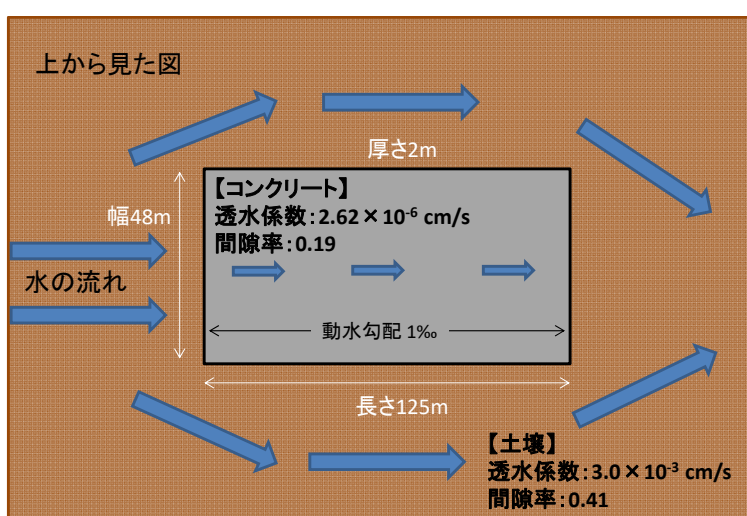 上から見た図
厚さ2m
【コンクリート】
透水係数：2.62×10⁻⁶ cm/s
間隙率：0.19
幅48m
水の流れ
動水勾配 1‰
長さ125m
【土壌】
透水係数：3.0×10⁻³ cm/s
間隙率：0.41